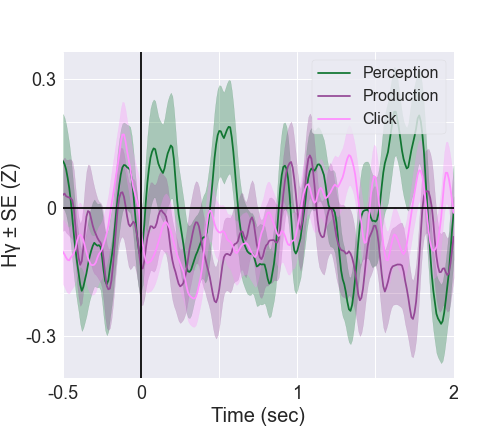 Perception
Production
Click
Hγ ± SE (Z)
0.3
0
-0.3
-0.5
0
1
2
Time (sec)